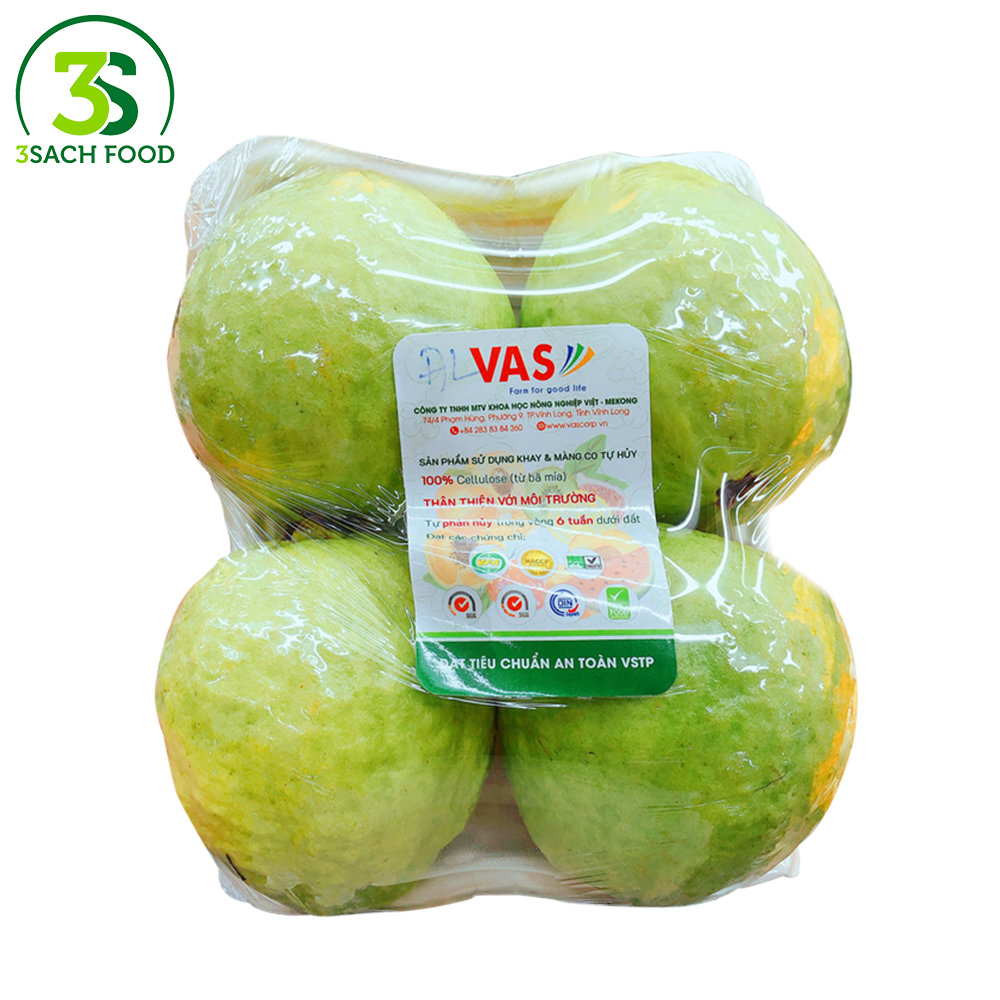 3S
3SACH FOOD
ĐL VAS
Farm for good life
CÔNG TY TNHH MTV KHOA HỌC NÔNG NGHIỆP VIỆT - MEKONG
74/4 Phạm Hùng, Phường 9, TP.Vĩnh Long, Tỉnh Vĩnh Long
+84 283 83 84 360 www.vascorp.vn
SẢN PHẨM SỬ DỤNG KHAY & MÀNG CO TỰ HỦY
100% Cellulose (từ bã mía)
THÂN THIỆN VỚI MÔI TRƯỜNG
Tự phân hủy trong vòng 6 tuần dưới đất
Đạt các chứng chỉ:
HACCP
SGS SGS DIN FOOD
ĐẠT TIÊU CHUẨN AN TOÀN VSTP